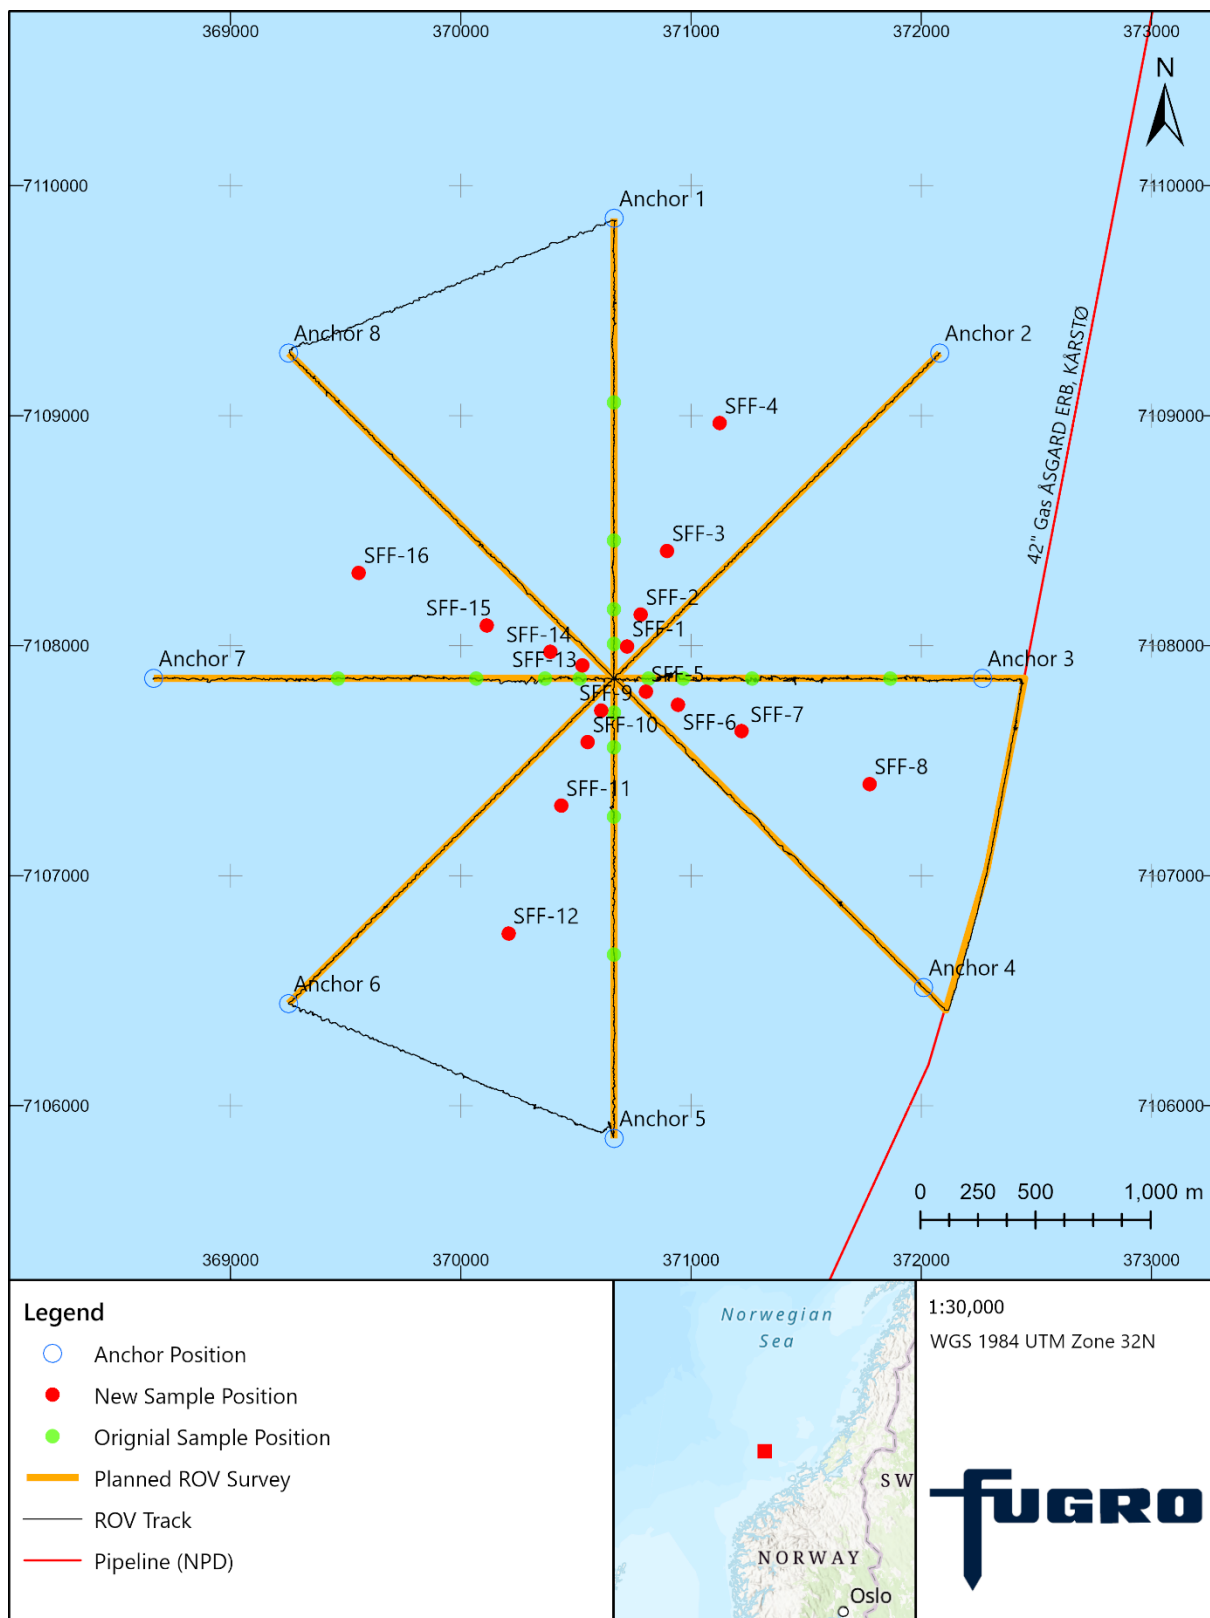 369000 370000 371000 372000 373000
N
7110000 7110000
Anchor 1
Anchor 8
Anchor 2
42" Gas ÅSGARD ERB, KÅRSTØ
7109000 7109000
SFF-4
SFF-3
SFF-16
SFF-2
SFF-15
SFF-1
SFF-14
7108000 7108000
Anchor 7
SFF-13
SFF-5
Anchor 3
SFF-9
SFF-10
SFF-6
SFF-7
SFF-8
SFF-11
7107000 7107000
SFF-12
Anchor 4
Anchor 6
7106000 7106000
Anchor 5
0 250 500 1,000 m
369000 370000 371000 372000 373000
Legend
Anchor Position
New Sample Position
Orignial Sample Position
Planned ROV Survey
ROV Track
Pipeline (NPD)
Norwegian
Sea
SW
NORWAY
Oslo
1:30,000
WGS 1984 UTM Zone 32N
FUGRO